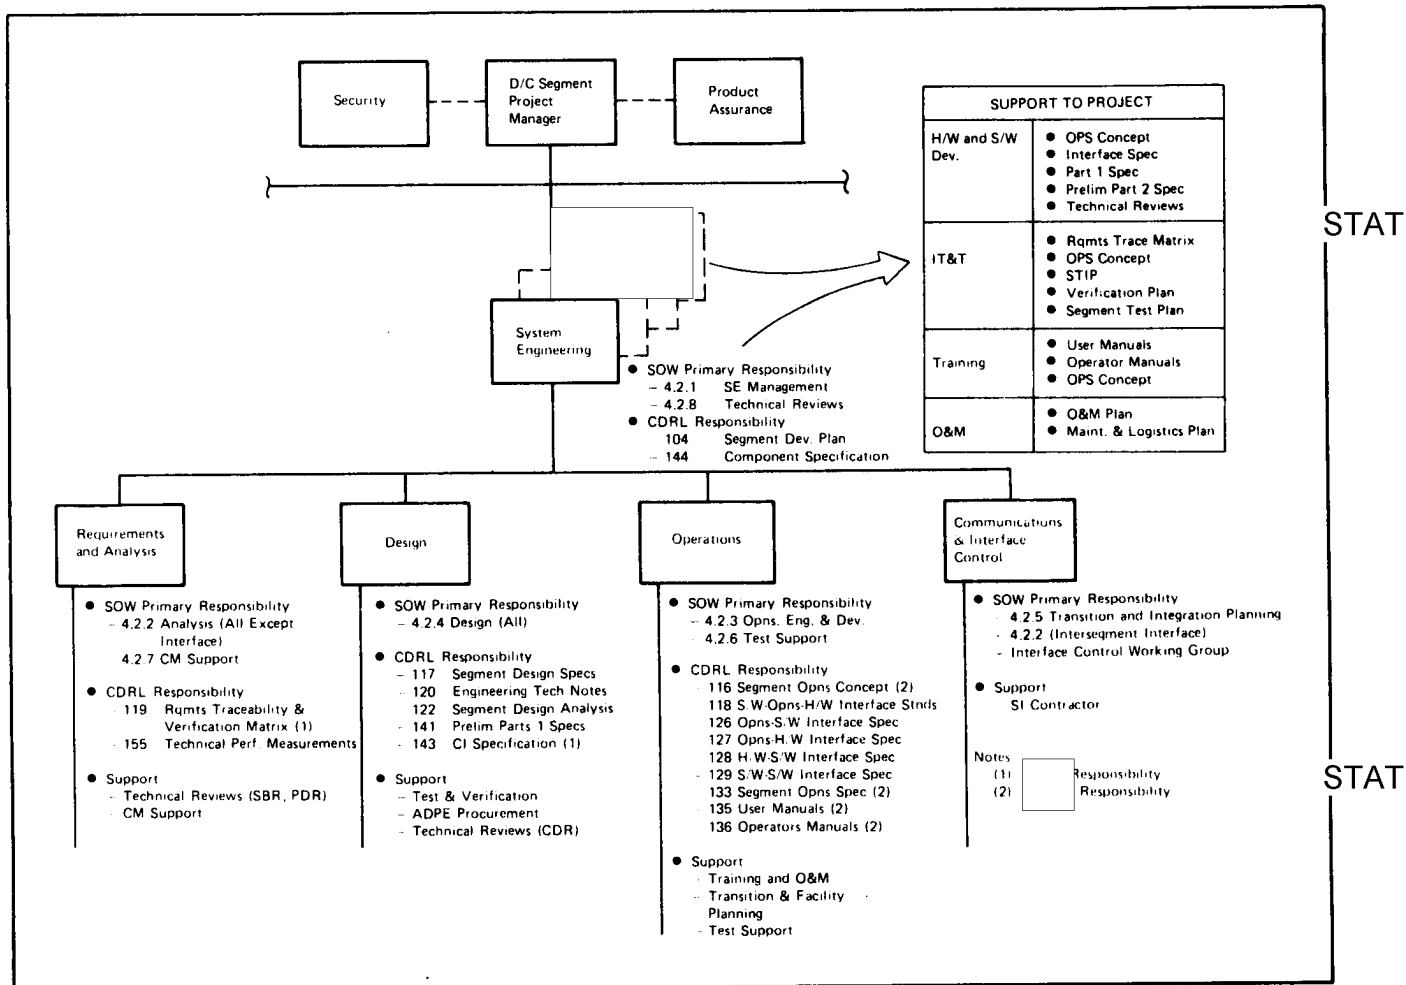 Security
D/C Segment
Project
Manager
Product
Assurance
SUPPORT TO PROJECT
H/W and S/W
Dev.
● OPS Concept
● Interface Spec
● Part 1 Spec
● Prelim Part 2 Spec
● Technical Reviews
IT&T
● Rqmts Trace Matrix
● OPS Concept
● STIP
● Verification Plan
● Segment Test Plan
Training
● User Manuals
● Operator Manuals
● OPS Concept
O&M
● O&M Plan
● Maint. & Logistics Plan
STAT
System
Engineering
● SOW Primary Responsibility
– 4.2.1 SE Management
– 4.2.8 Technical Reviews
● CDRL Responsibility
104 Segment Dev. Plan
– 144 Component Specification
Requirements
and Analysis
● SOW Primary Responsibility
– 4.2.2 Analysis (All Except
Interface)
4.2.7 CM Support
● CDRL Responsibility
- 119 Rqmts Traceability &
Verification Matrix (1)
- 155 Technical Perf. Measurements
● Support
– Technical Reviews (SBR, PDR)
- CM Support
Design
● SOW Primary Responsibility
– 4.2.4 Design (All)
● CDRL Responsibility
– 117 Segment Design Specs
– 120 Engineering Tech Notes
122 Segment Design Analysis
– 141 Prelim Parts 1 Specs
– 143 CI Specification (1)
● Support
– Test & Verification
– ADPE Procurement
– Technical Reviews (CDR)
Operations
● SOW Primary Responsibility
– 4.2.3 Opns. Eng. & Dev.
- 4.2.6 Test Support
● CDRL Responsibility
- 116 Segment Opns Concept (2)
- 118 S/W-Opns-H/W Interface Stnds
126 Opns-S/W Interface Spec
127 Opns-H/W Interface Spec
128 H/W-S/W Interface Spec
- 129 S/W-S/W Interface Spec
133 Segment Opns Spec (2)
- 135 User Manuals (2)
136 Operators Manuals (2)
● Support
- Training and O&M
– Transition & Facility
Planning
– Test Support
Communications
& Interface
Control
● SOW Primary Responsibility
- 4.2.5 Transition and Integration Planning
- 4.2.2 (Intersegment Interface)
– Interface Control Working Group
● Support
SI Contractor
Notes
(1) Responsibility
(2) Responsibility
STAT